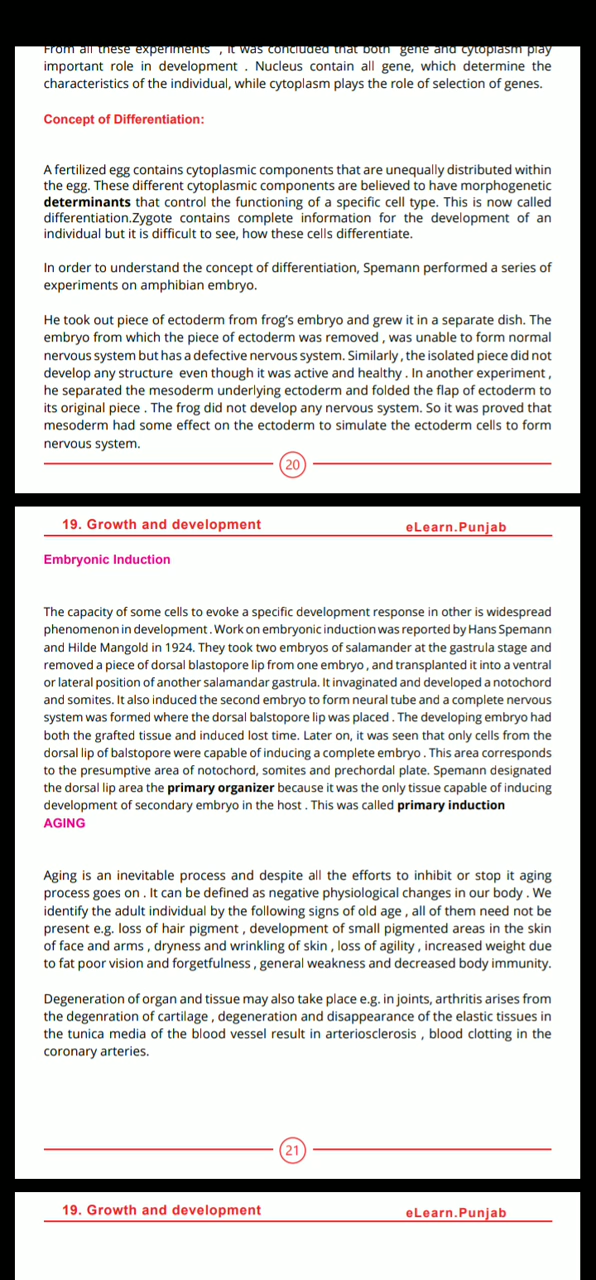 From all these experiments , it was concluded that both gene and cytoplasm play
important role in development . Nucleus contain all gene, which determine the
characteristics of the individual, while cytoplasm plays the role of selection of genes.
Concept of Differentiation:
A fertilized egg contains cytoplasmic components that are unequally distributed within
the egg. These different cytoplasmic components are believed to have morphogenetic
determinants that control the functioning of a specific cell type. This is now called
differentiation.Zygote contains complete information for the development of an
individual but it is difficult to see, how these cells differentiate.
In order to understand the concept of differentiation, Spemann performed a series of
experiments on amphibian embryo.
He took out piece of ectoderm from frog's embryo and grew it in a separate dish. The
embryo from which the piece of ectoderm was removed , was unable to form normal
nervous system but has a defective nervous system. Similarly , the isolated piece did not
develop any structure even though it was active and healthy . In another experiment ,
he separated the mesoderm underlying ectoderm and folded the flap of ectoderm to
its original piece . The frog did not develop any nervous system. So it was proved that
mesoderm had some effect on the ectoderm to simulate the ectoderm cells to form
nervous system.
20
19. Growth and development eLearn.Punjab
Embryonic Induction
The capacity of some cells to evoke a specific development response in other is widespread
phenomenon in development . Work on embryonic induction was reported by Hans Spemann
and Hilde Mangold in 1924. They took two embryos of salamander at the gastrula stage and
removed a piece of dorsal blastopore lip from one embryo , and transplanted it into a ventral
or lateral position of another salamandar gastrula. It invaginated and developed a notochord
and somites. It also induced the second embryo to form neural tube and a complete nervous
system was formed where the dorsal balstopore lip was placed . The developing embryo had
both the grafted tissue and induced lost time. Later on, it was seen that only cells from the
dorsal lip of balstopore were capable of inducing a complete embryo . This area corresponds
to the presumptive area of notochord, somites and prechordal plate. Spemann designated
the dorsal lip area the primary organizer because it was the only tissue capable of inducing
development of secondary embryo in the host . This was called primary induction
AGING
Aging is an inevitable process and despite all the efforts to inhibit or stop it aging
process goes on . It can be defined as negative physiological changes in our body . We
identify the adult individual by the following signs of old age , all of them need not be
present e.g. loss of hair pigment , development of small pigmented areas in the skin
of face and arms , dryness and wrinkling of skin , loss of agility , increased weight due
to fat poor vision and forgetfulness , general weakness and decreased body immunity.
Degeneration of organ and tissue may also take place e.g. in joints, arthritis arises from
the degenration of cartilage , degeneration and disappearance of the elastic tissues in
the tunica media of the blood vessel result in arteriosclerosis , blood clotting in the
coronary arteries.
21
19. Growth and development eLearn.Punjab